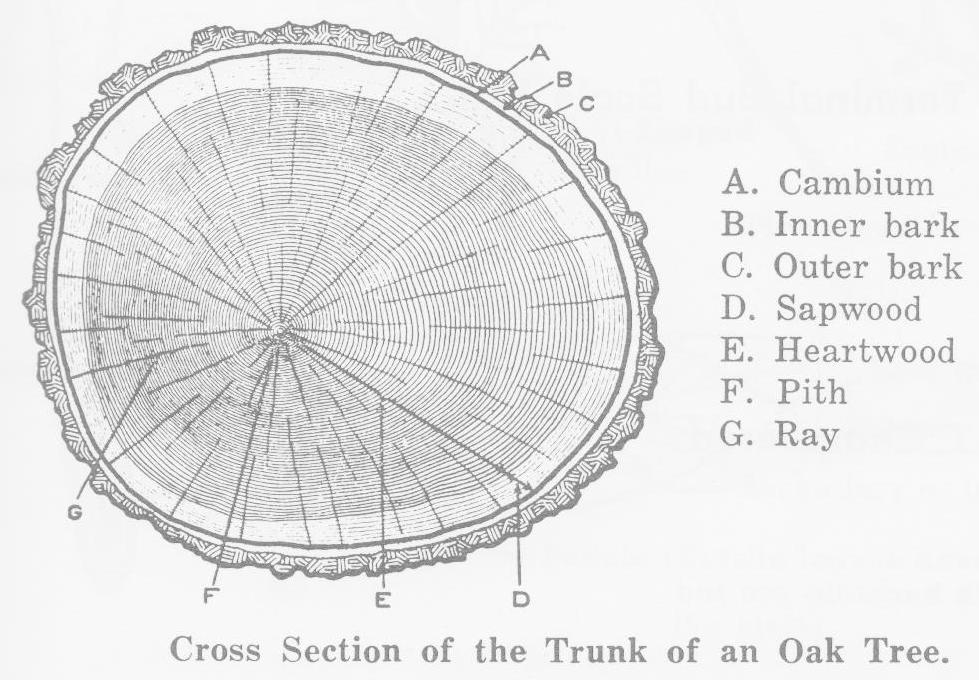 A
B
C
A. Cambium
B. Inner bark
C. Outer bark
D. Sapwood
E. Heartwood
F. Pith
G. Ray
G
F
E
D
Cross Section of the Trunk of an Oak Tree.